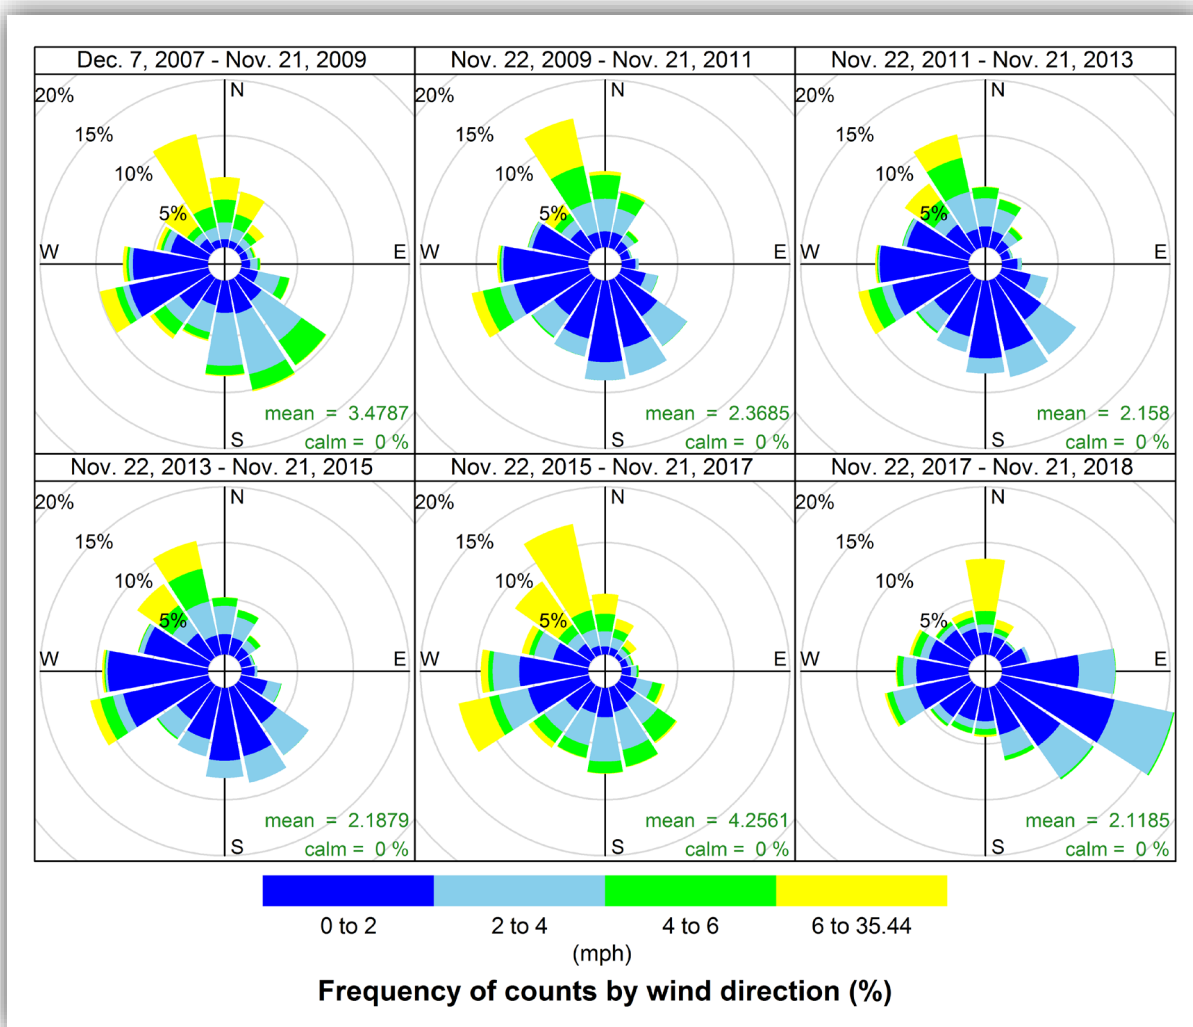 Dec. 7, 2007 - Nov. 21, 2009
Nov. 22, 2009 - Nov. 21, 2011
Nov. 22, 2011 - Nov. 21, 2013
20%
N
15%
10%
5%
W
E
S
mean = 3.4787
calm = 0 %
20%
N
15%
10%
5%
W
E
S
mean = 2.3685
calm = 0 %
20%
N
15%
10%
5%
W
E
S
mean = 2.158
calm = 0 %
Nov. 22, 2013 - Nov. 21, 2015
Nov. 22, 2015 - Nov. 21, 2017
Nov. 22, 2017 - Nov. 21, 2018
20%
N
15%
10%
5%
W
E
S
mean = 2.1879
calm = 0 %
20%
N
15%
10%
5%
W
E
S
mean = 4.2561
calm = 0 %
20%
N
15%
10%
5%
W
E
S
mean = 2.1185
calm = 0 %
0 to 2
2 to 4
4 to 6
6 to 35.44
(mph)
Frequency of counts by wind direction (%)